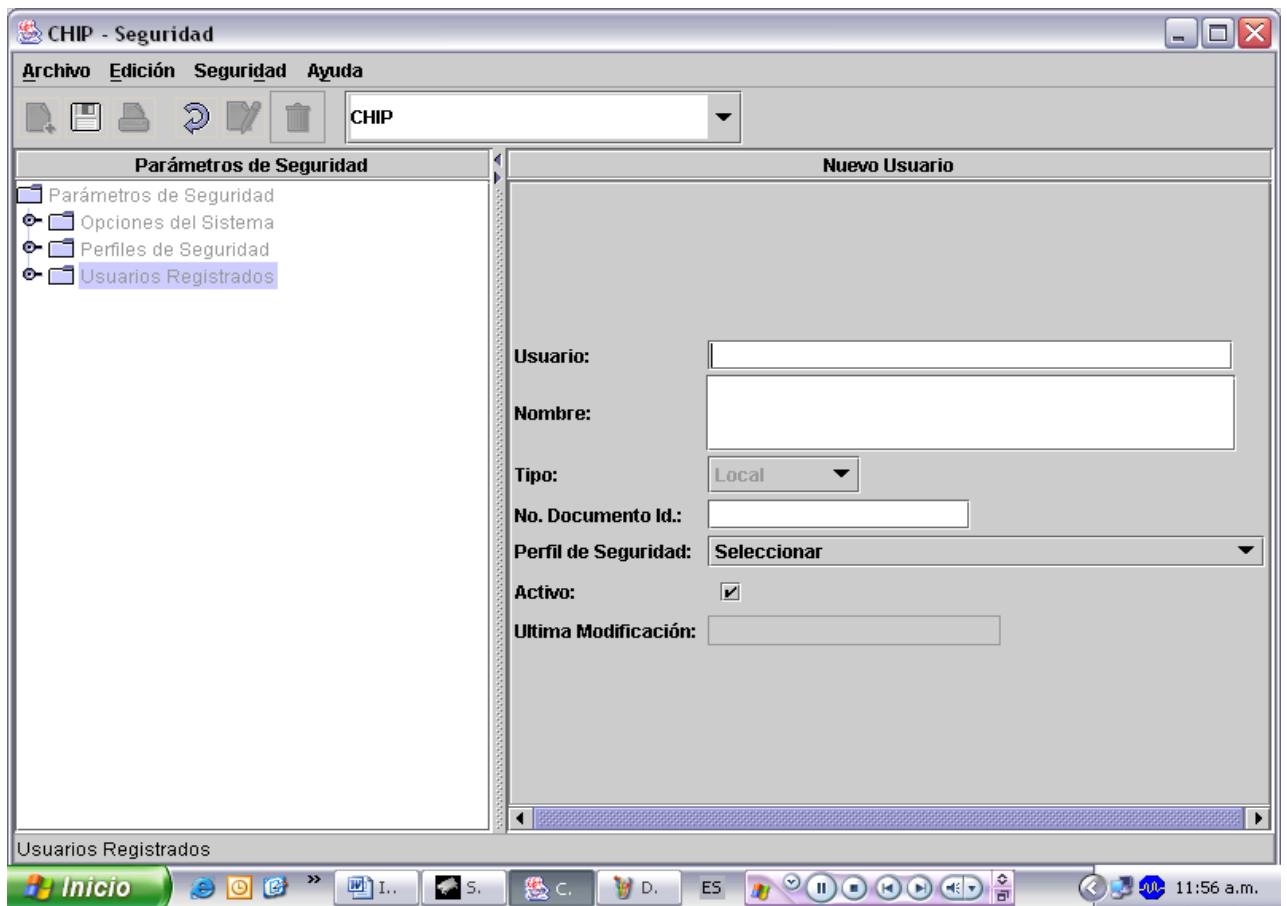 CHIP - Seguridad
Archivo Edición Seguridad Ayuda
CHIP
Parámetros de Seguridad
Parámetros de Seguridad
Opciones del Sistema
Perfiles de Seguridad
Usuarios Registrados
Nuevo Usuario
Usuario:
Nombre:
Tipo: Local
No. Documento Id.:
Perfil de Seguridad: Seleccionar
Activo:
Ultima Modificación:
Usuarios Registrados
Inicio » I.. S. C. D. ES 11:56 a.m.